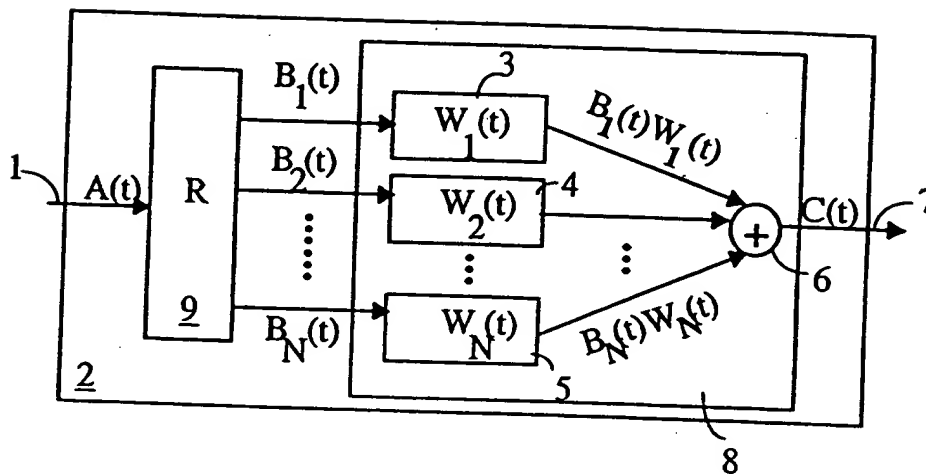 3
B1(t)
W1(t)
B1(t)W1(t)
B2(t)
4
1
A(t)
R
W2(t)
C(t)
7
+
6
9
BN(t)
WN(t)
BN(t)WN(t)
2
5
8